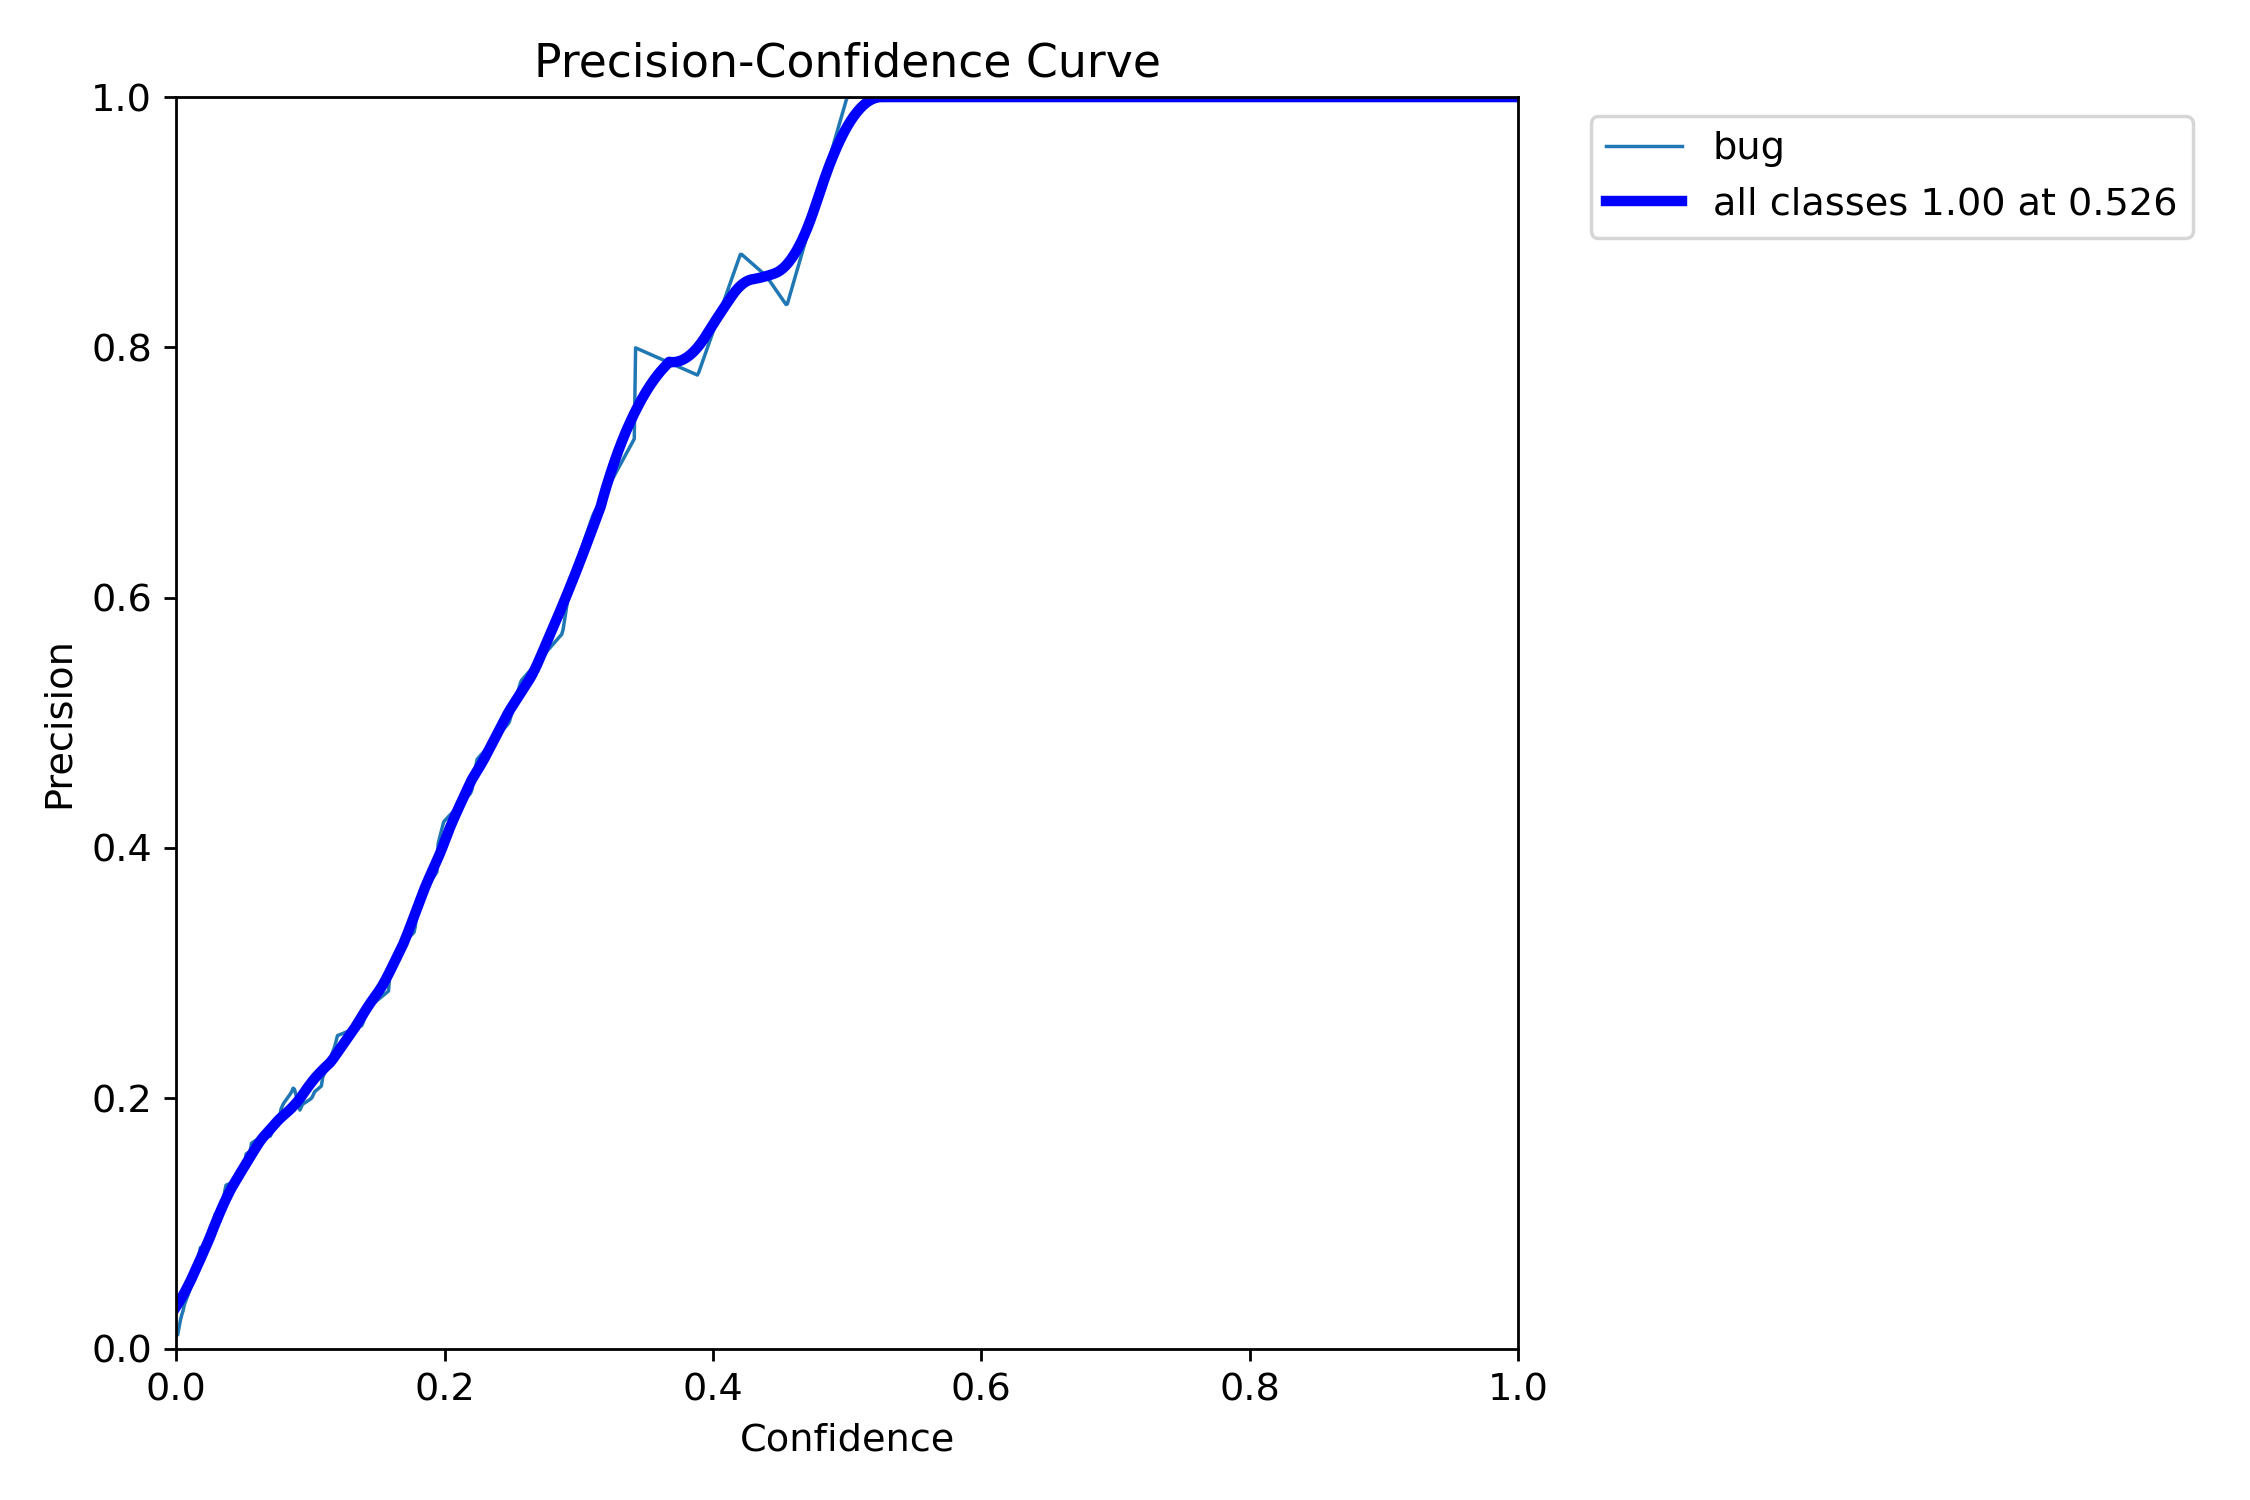 Precision-Confidence Curve
1.0
0.8
0.6
0.4
0.2
0.0
Precision
0.0 0.2 0.4 0.6 0.8 1.0
Confidence
bug
all classes 1.00 at 0.526